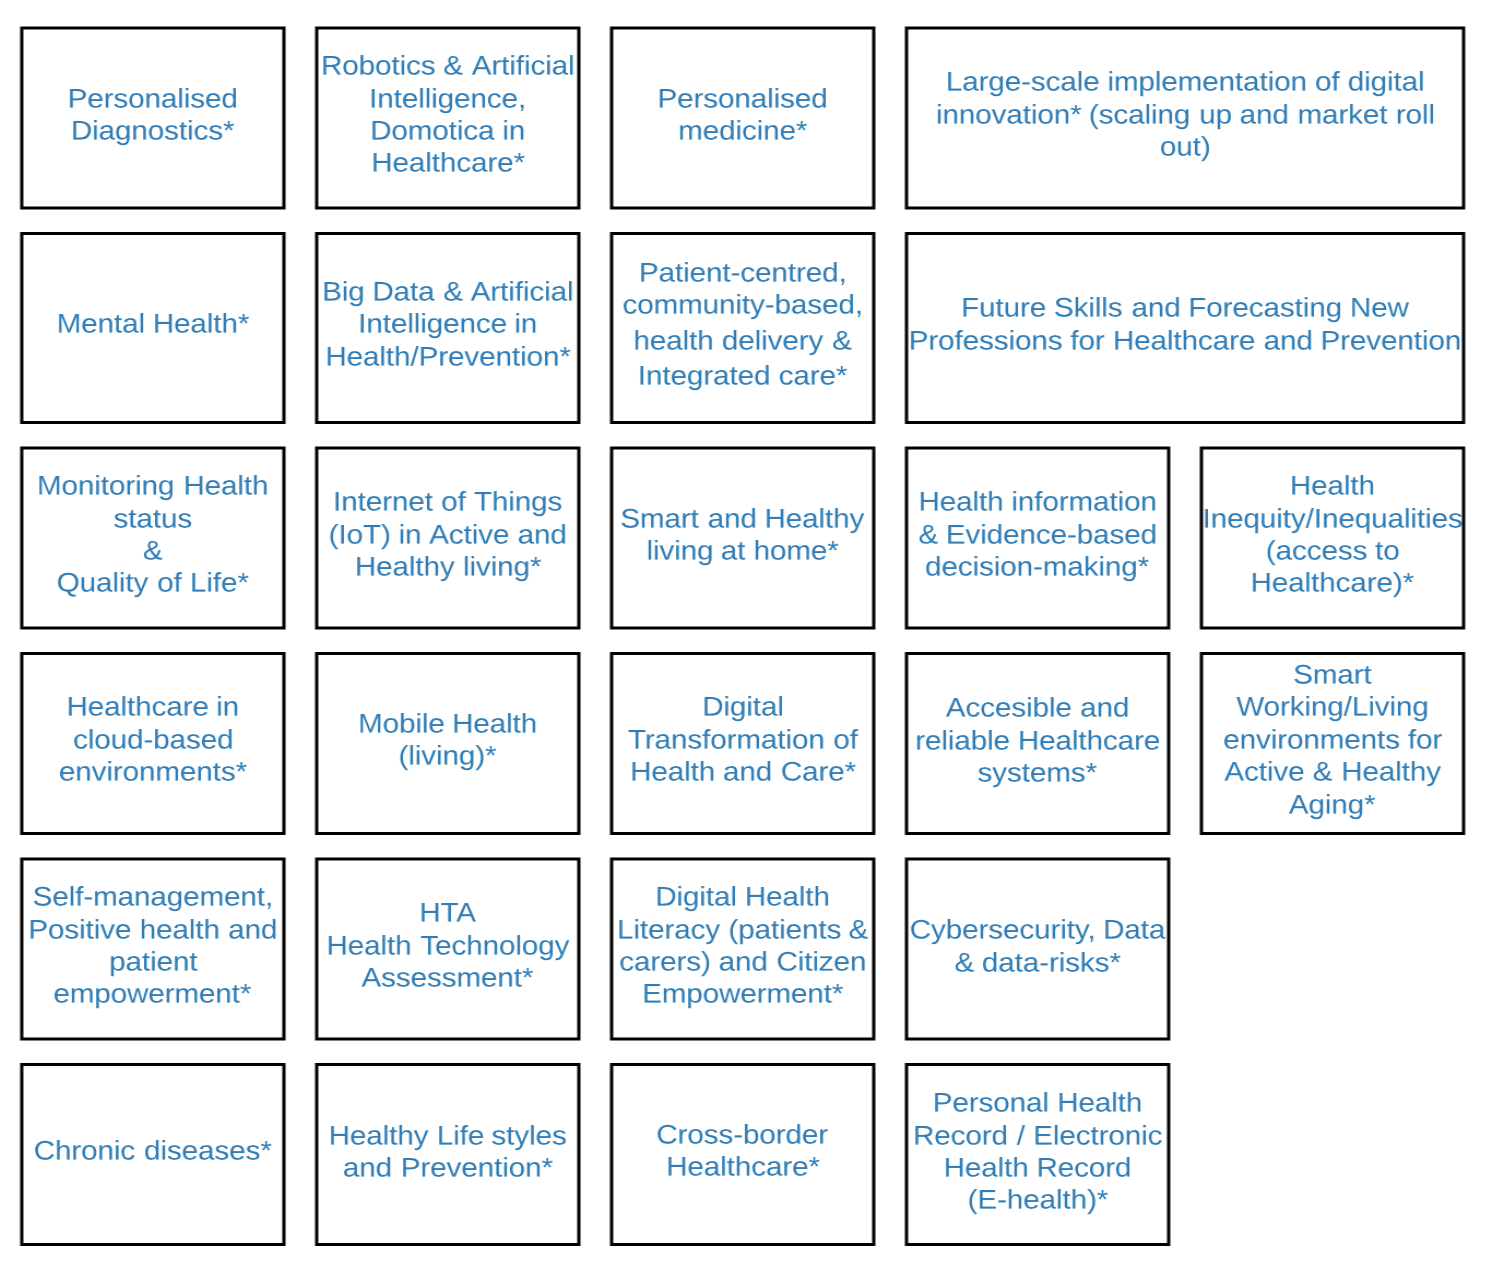 Personalised
Diagnostics*
Robotics & Artificial
Intelligence,
Domotica in
Healthcare*
Personalised
medicine*
Large-scale implementation of digital
innovation* (scaling up and market roll
out)
Mental Health*
Big Data & Artificial
Intelligence in
Health/Prevention*
Patient-centred,
community-based,
health delivery &
Integrated care*
Future Skills and Forecasting New
Professions for Healthcare and Prevention
Monitoring Health
status
&
Quality of Life*
Internet of Things
(IoT) in Active and
Healthy living*
Smart and Healthy
living at home*
Health information
& Evidence-based
decision-making*
Health
Inequity/Inequalities
(access to
Healthcare)*
Healthcare in
cloud-based
environments*
Mobile Health
(living)*
Digital
Transformation of
Health and Care*
Accesible and
reliable Healthcare
systems*
Smart
Working/Living
environments for
Active & Healthy
Aging*
Self-management,
Positive health and
patient
empowerment*
HTA
Health Technology
Assessment*
Digital Health
Literacy (patients &
carers) and Citizen
Empowerment*
Cybersecurity, Data
& data-risks*
Chronic diseases*
Healthy Life styles
and Prevention*
Cross-border
Healthcare*
Personal Health
Record / Electronic
Health Record
(E-health)*